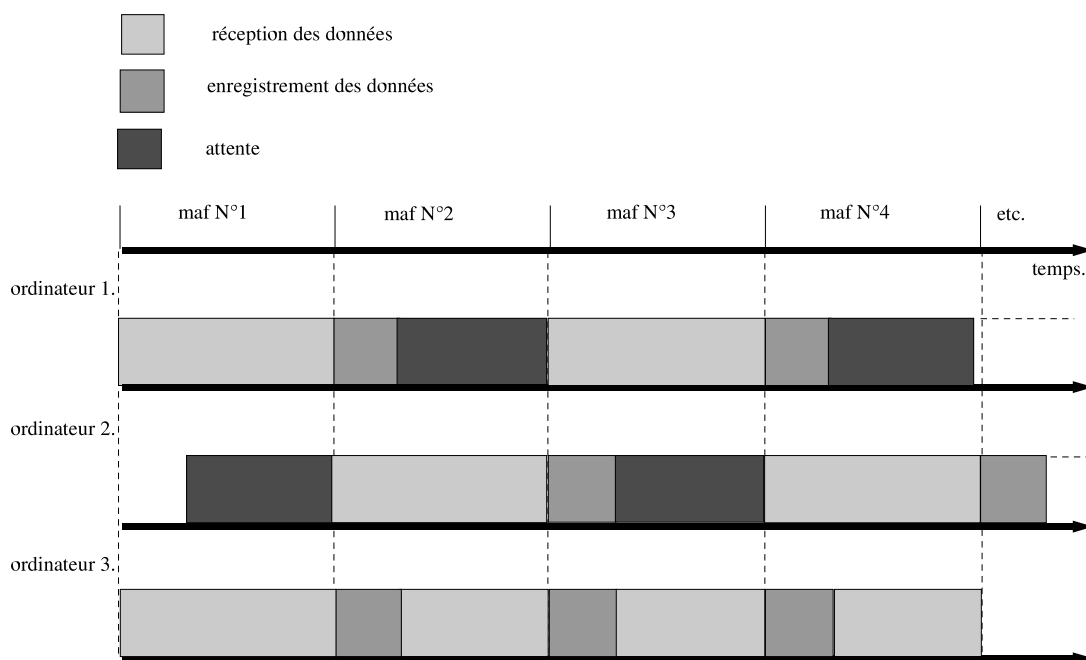 réception des données
enregistrement des données
attente
maf N°1 maf N°2 maf N°3 maf N°4 etc.
temps.
ordinateur 1.
ordinateur 2.
ordinateur 3.